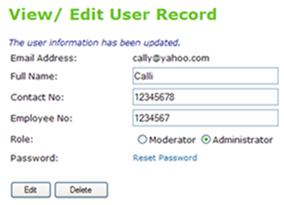 View/ Edit User Record
The user information has been updated.
Email Address: cally@yahoo.com
Full Name: Calli
Contact No: 12345678
Employee No: 1234567
Role: Moderator Administrator
Password: Reset Password
Edit Delete